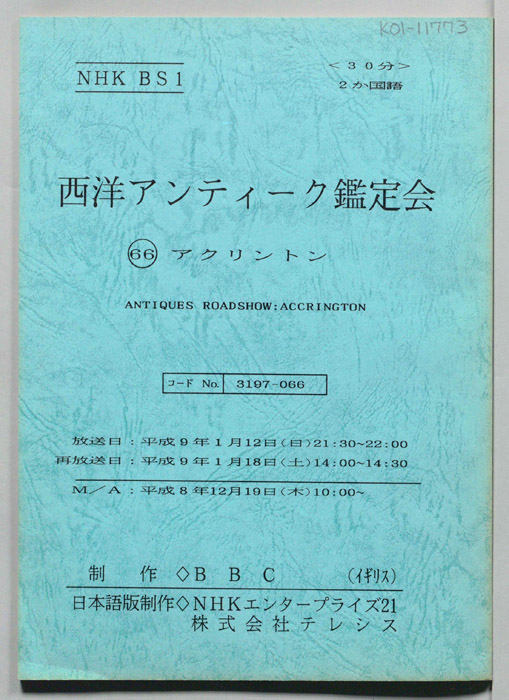 K01-11773
NHK BS1
<30分>
2か国語
西洋アンティーク鑑定会
66 アクリントン
ANTIQUES ROADSHOW:ACCRINGTON
コード No. 3197-066
放送日:平成9年1月12日(日)21:30~22:00
再放送日:平成9年1月18日(土)14:00~14:30
M/A:平成8年12月19日(木)10:00~
制 作◇BBC (イギリス)
日本語版制作◇NHKエンタープライズ21
株式会社テレシス